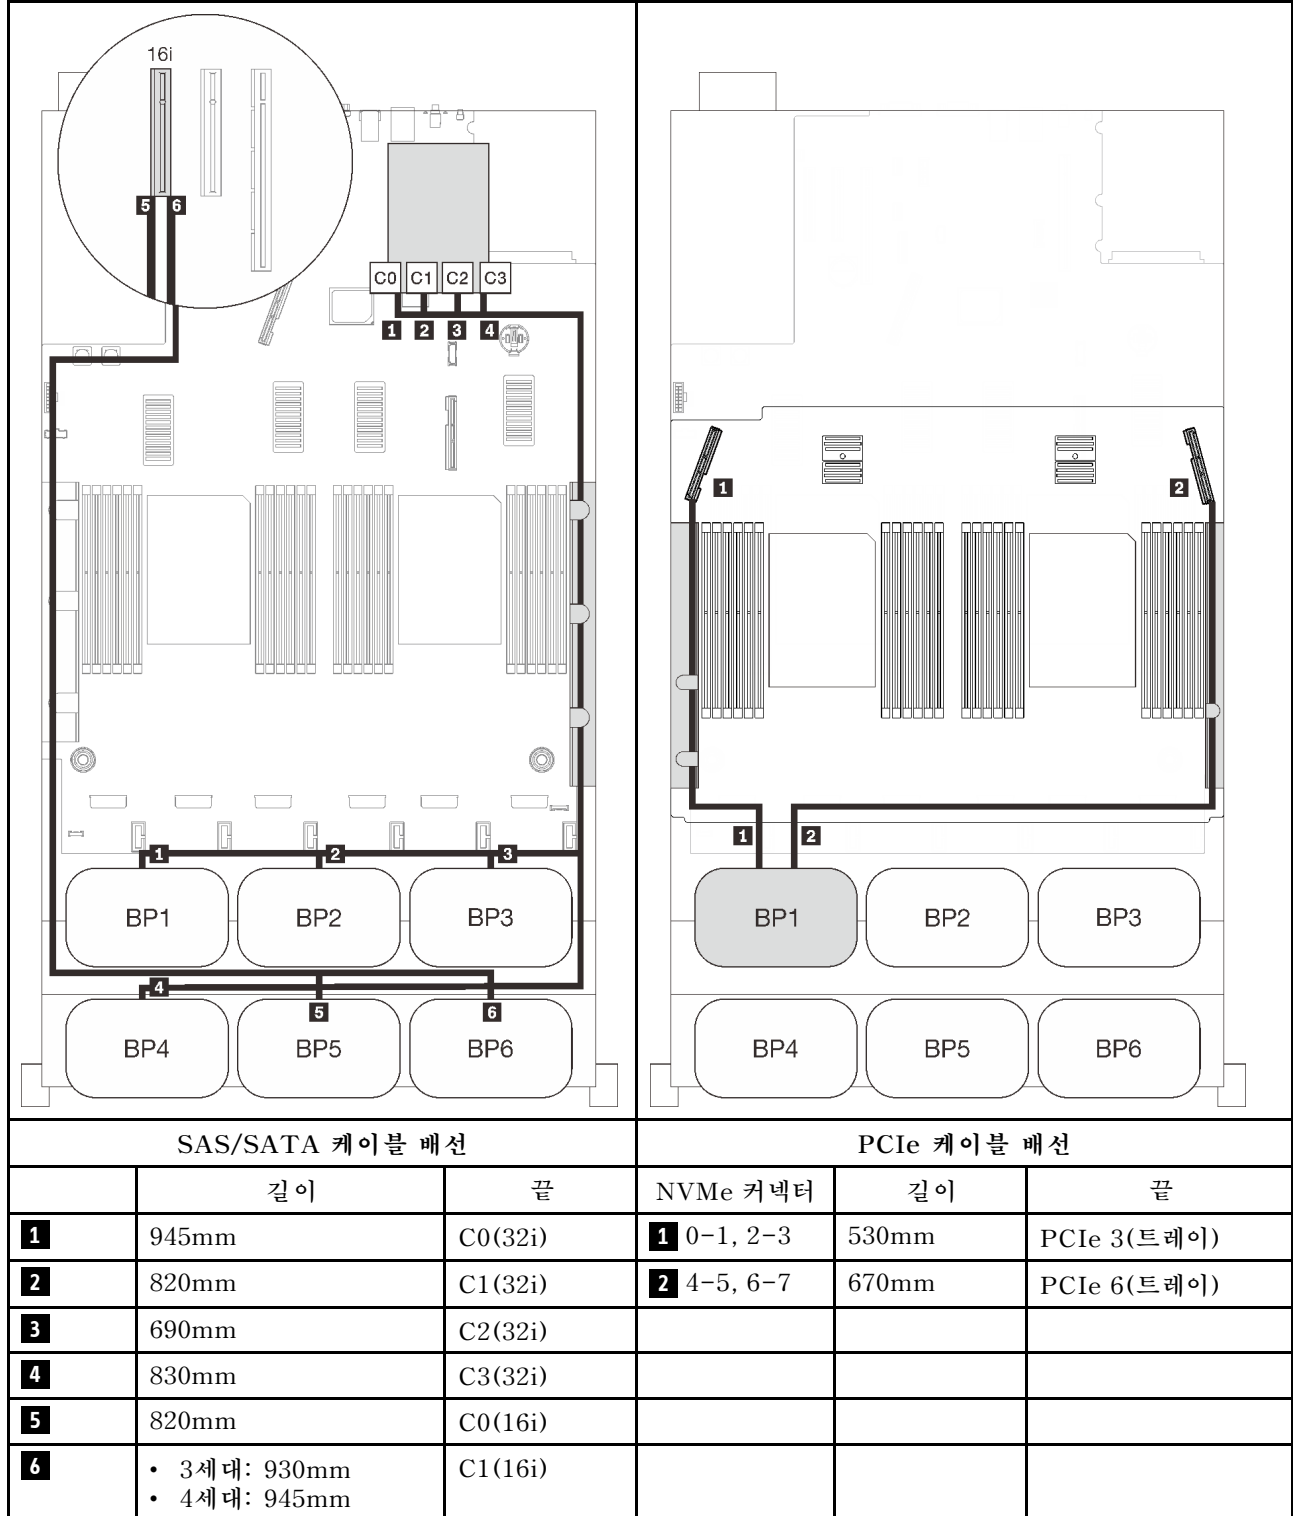 16i
5 6
C0 C1 C2 C3
1 2 3 4
1 2 3
BP1 BP2 BP3
4
5 6
BP4 BP5 BP6
1 2
1 2
BP1 BP2 BP3
BP4 BP5 BP6
SAS/SATA 케이블 배선 PCIe 케이블 배선
길이 끝 NVMe 커넥터 길이 끝
1 945mm C0(32i) 1 0-1, 2-3 530mm PCIe 3(트레이)
2 820mm C1(32i) 2 4-5, 6-7 670mm PCIe 6(트레이)
3 690mm C2(32i)
4 830mm C3(32i)
5 820mm C0(16i)
6 • 3세대: 930mm C1(16i)
• 4세대: 945mm